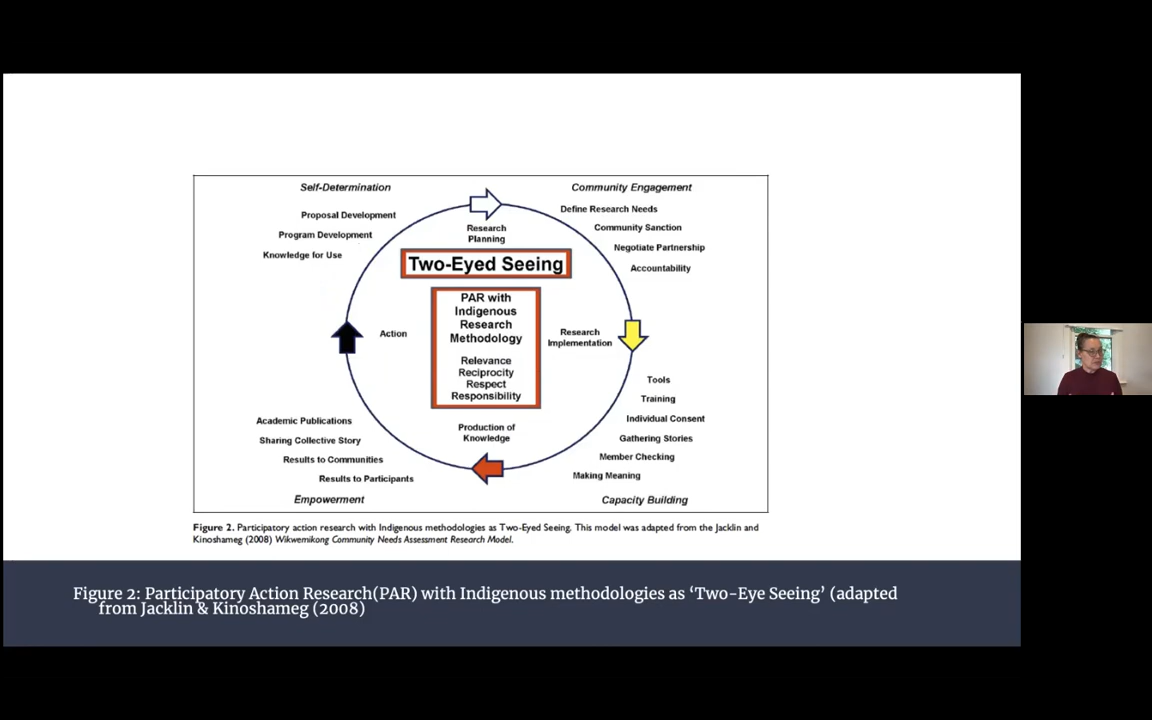 Self-Determination
Proposal Development
Program Development
Knowledge for Use
Community Engagement
Define Research Needs
Community Sanction
Negotiate Partnership
Accountability
Research
Planning
Two-Eyed Seeing
PAR with
Indigenous
Research
Methodology
Relevance
Reciprocity
Respect
Responsibility
Action
Research
Implementation
Production of
Knowledge
Tools
Training
Individual Consent
Gathering Stories
Member Checking
Making Meaning
Capacity Building
Academic Publications
Sharing Collective Story
Results to Communities
Results to Participants
Empowerment
Figure 2. Participatory action research with Indigenous methodologies as Two-Eyed Seeing. This model was adapted from the Jacklin and
Kinoshameg (2008) Wikwemikong Community Needs Assessment Research Model.
Figure 2: Participatory Action Research(PAR) with Indigenous methodologies as ‘Two-Eye Seeing’ (adapted
from Jacklin & Kinoshameg (2008)